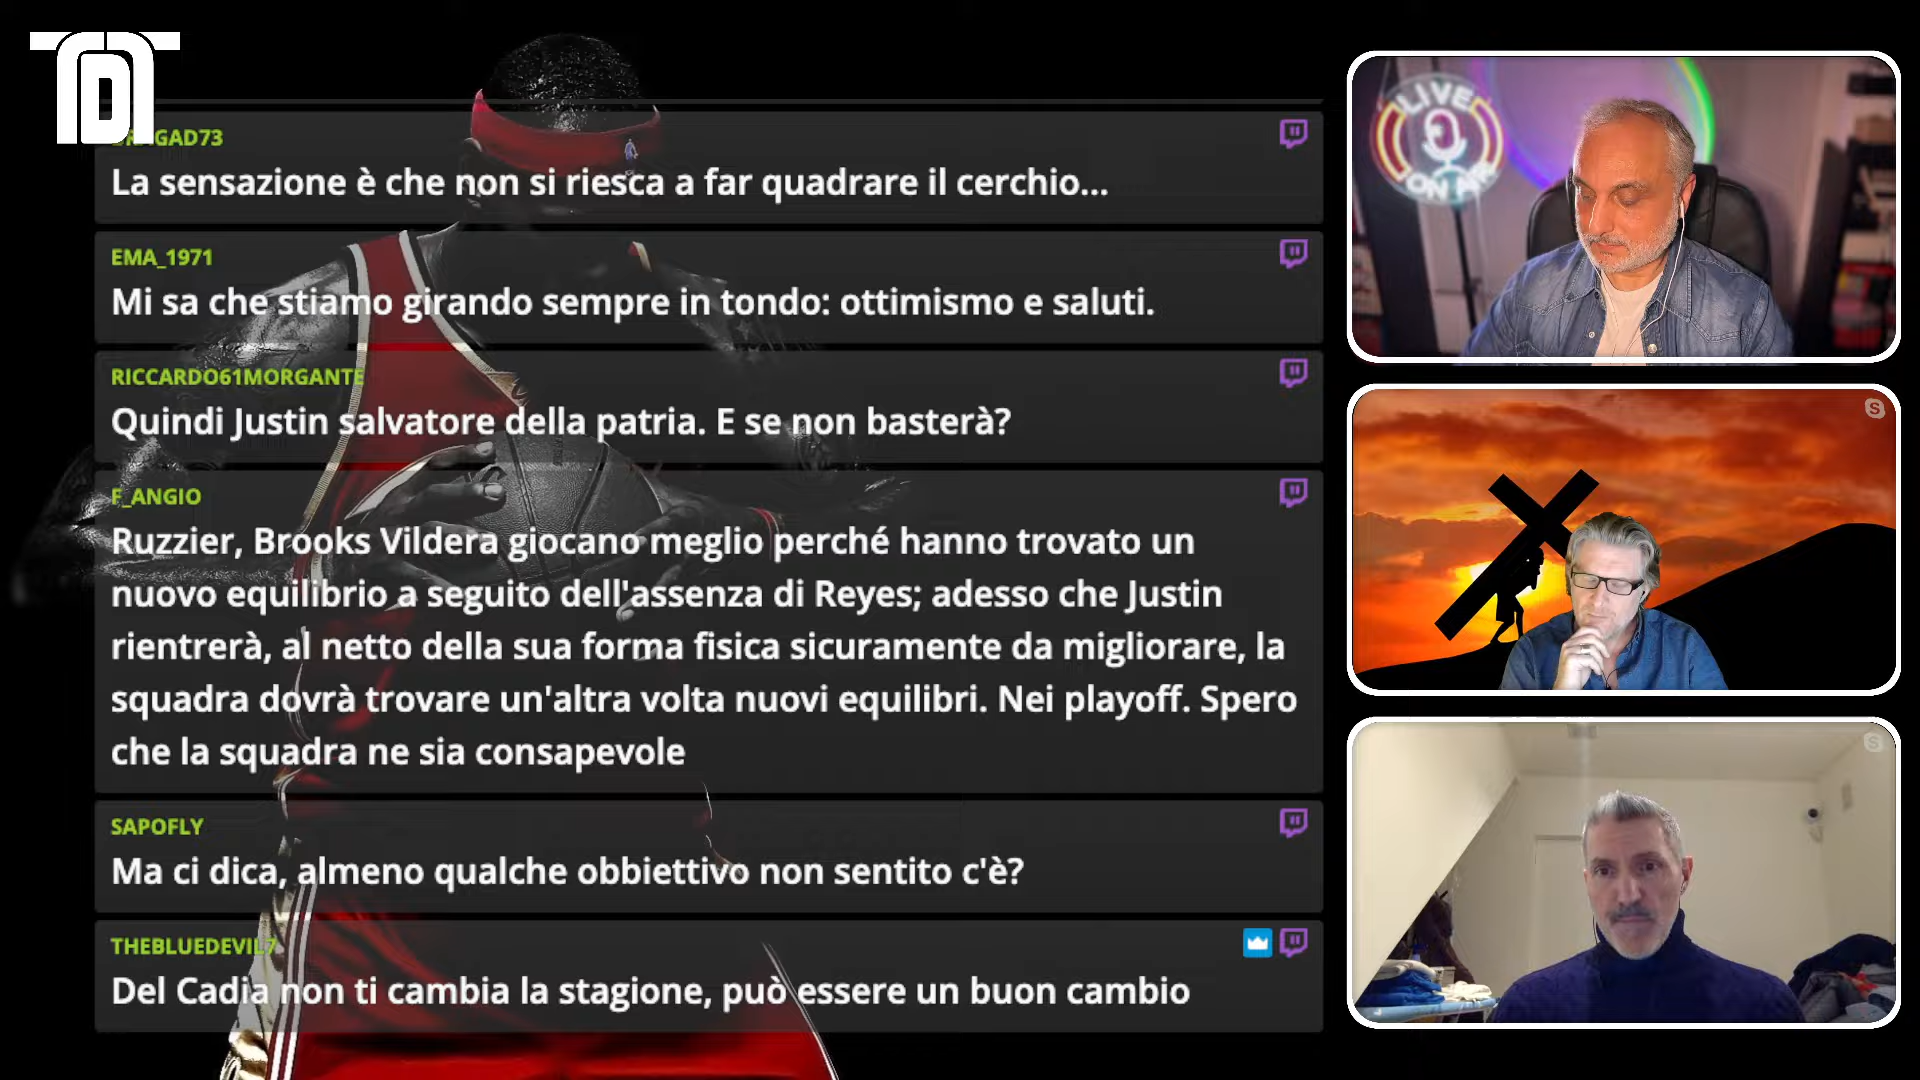 TDT
GAD73
La sensazione è che non si riesca a far quadrare il cerchio...
EMA_1971
Mi sa che stiamo girando sempre in tondo: ottimismo e saluti.
RICCARDO61MORGANTE
Quindi Justin salvatore della patria. E se non basterà?
F_ANGIO
Ruzzier, Brooks Vildera giocano meglio perché hanno trovato un
nuovo equilibrio a seguito dell'assenza di Reyes; adesso che Justin
rientrerà, al netto della sua forma fisica sicuramente da migliorare, la
squadra dovrà trovare un'altra volta nuovi equilibri. Nei playoff. Spero
che la squadra ne sia consapevole
SAPOFLY
Ma ci dica, almeno qualche obbiettivo non sentito c'è?
THEBLUEDEVIL7
Del Cadia non ti cambia la stagione, può essere un buon cambio
LIVE
ON AIR
S
S